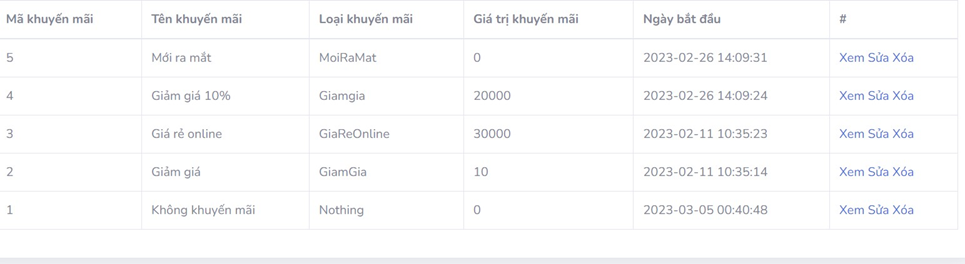 Mã khuyến mãi Tên khuyến mãi Loại khuyến mãi Giá trị khuyến mãi Ngày bắt đầu #
5 Mới ra mắt MoiRaMat 0 2023-02-26 14:09:31 Xem Sửa Xóa
4 Giảm giá 10% Giamgia 20000 2023-02-26 14:09:24 Xem Sửa Xóa
3 Giá rẻ online GiaReOnline 30000 2023-02-11 10:35:23 Xem Sửa Xóa
2 Giảm giá GiamGia 10 2023-02-11 10:35:14 Xem Sửa Xóa
1 Không khuyến mãi Nothing 0 2023-03-05 00:40:48 Xem Sửa Xóa